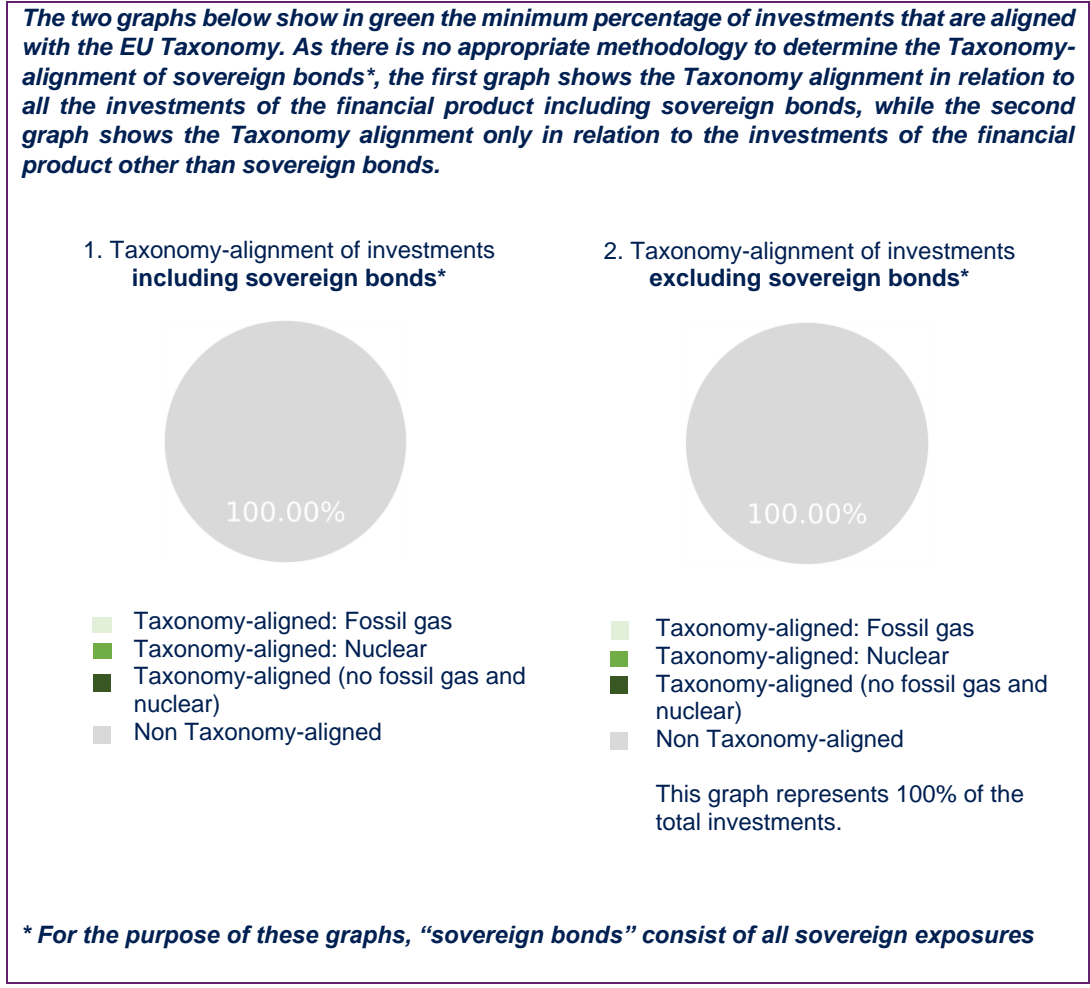 The two graphs below show in green the minimum percentage of investments that are aligned
with the EU Taxonomy. As there is no appropriate methodology to determine the Taxonomy-
alignment of sovereign bonds*, the first graph shows the Taxonomy alignment in relation to
all the investments of the financial product including sovereign bonds, while the second
graph shows the Taxonomy alignment only in relation to the investments of the financial
product other than sovereign bonds.
1. Taxonomy-alignment of investments
including sovereign bonds*
100.00%
Taxonomy-aligned: Fossil gas
Taxonomy-aligned: Nuclear
Taxonomy-aligned (no fossil gas and
nuclear)
Non Taxonomy-aligned
2. Taxonomy-alignment of investments
excluding sovereign bonds*
100.00%
Taxonomy-aligned: Fossil gas
Taxonomy-aligned: Nuclear
Taxonomy-aligned (no fossil gas and
nuclear)
Non Taxonomy-aligned
This graph represents 100% of the
total investments.
* For the purpose of these graphs, “sovereign bonds” consist of all sovereign exposures